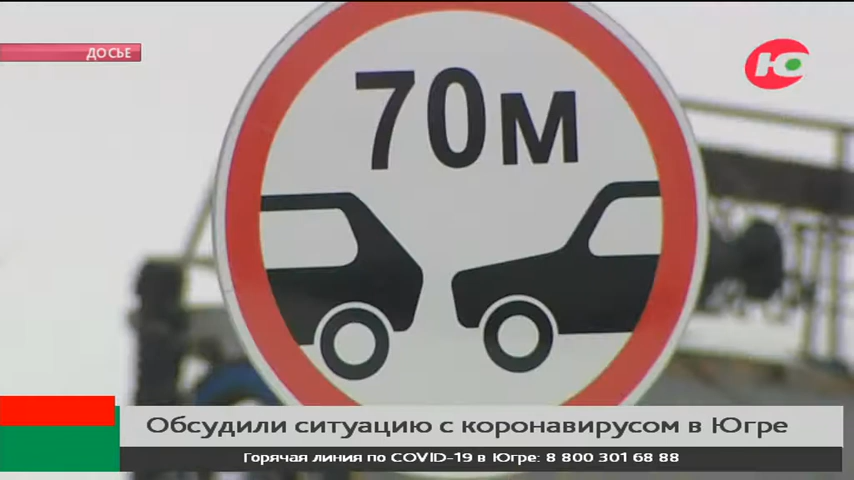 ДОСЬЕ
Ю
70м
Обсудили ситуацию с коронавирусом в Югре
Горячая линия по COVID-19 в Югре: 8 800 301 68 88